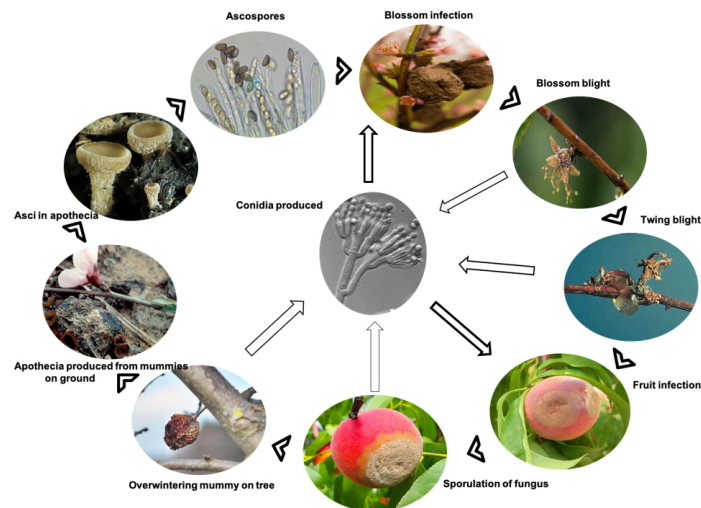 Ascospores
Blossom infection
Blossom blight
Asci in apothecia
Conidia produced
Twing blight
Apothecia produced from mummies
on ground
Fruit infection
Overwintering mummy on tree
Sporulation of fungus